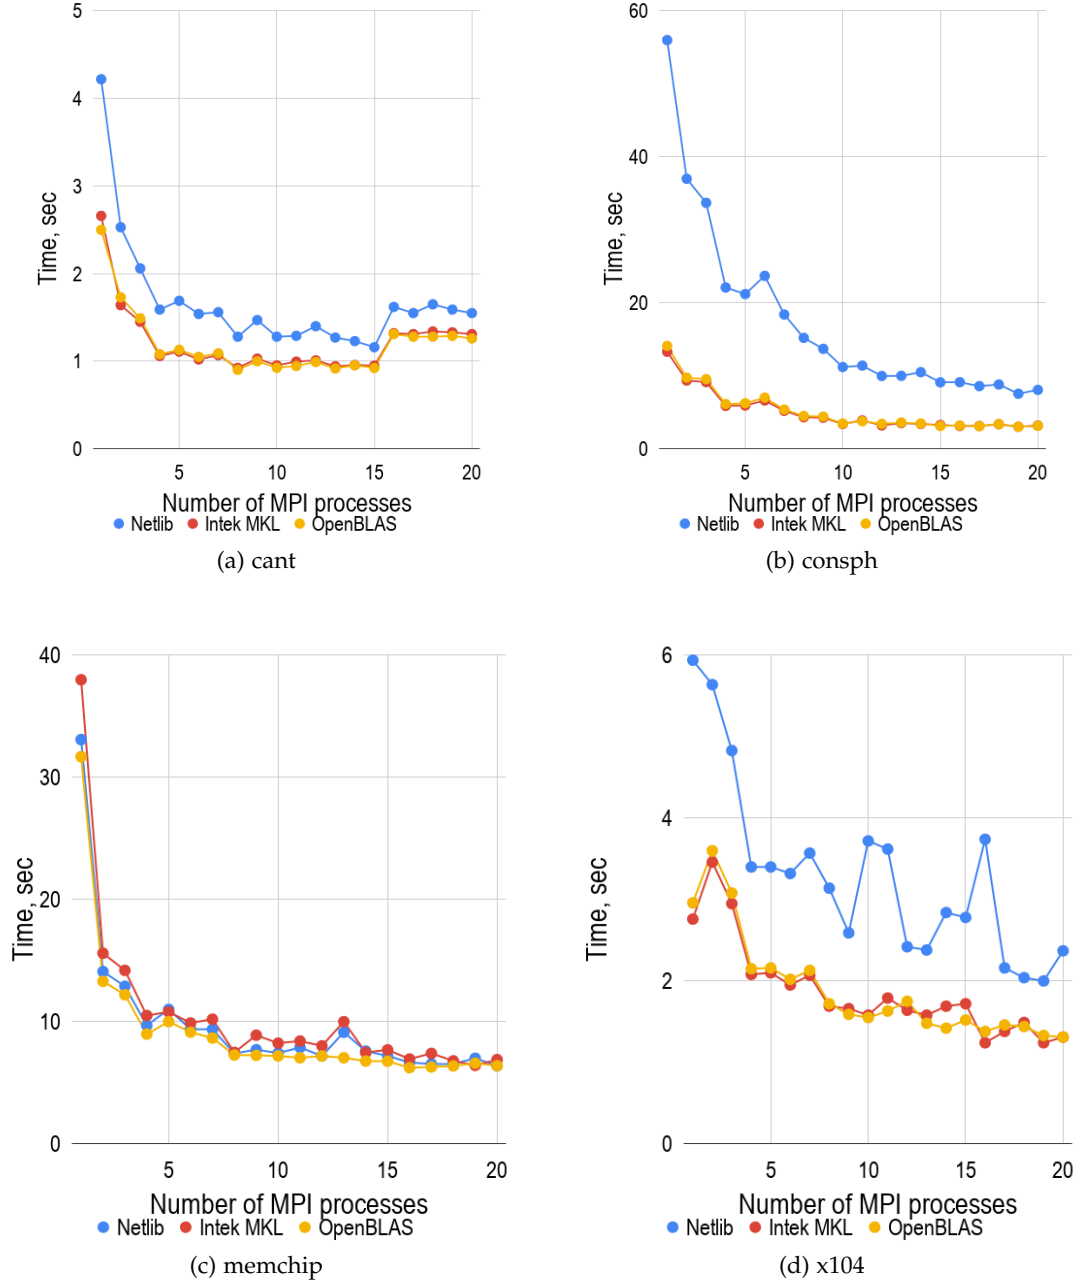 5
4
3
2
1
0
Time, sec
5 10 15 20
Number of MPI processes
Netlib Intek MKL OpenBLAS
(a) cant
60
40
20
0
Time, sec
5 10 15 20
Number of MPI processes
Netlib Intek MKL OpenBLAS
(b) consph
40
30
20
10
0
Time, sec
5 10 15 20
Number of MPI processes
Netlib Intek MKL OpenBLAS
(c) memchip
6
4
2
0
Time, sec
5 10 15 20
Number of MPI processes
Netlib Intek MKL OpenBLAS
(d) x104